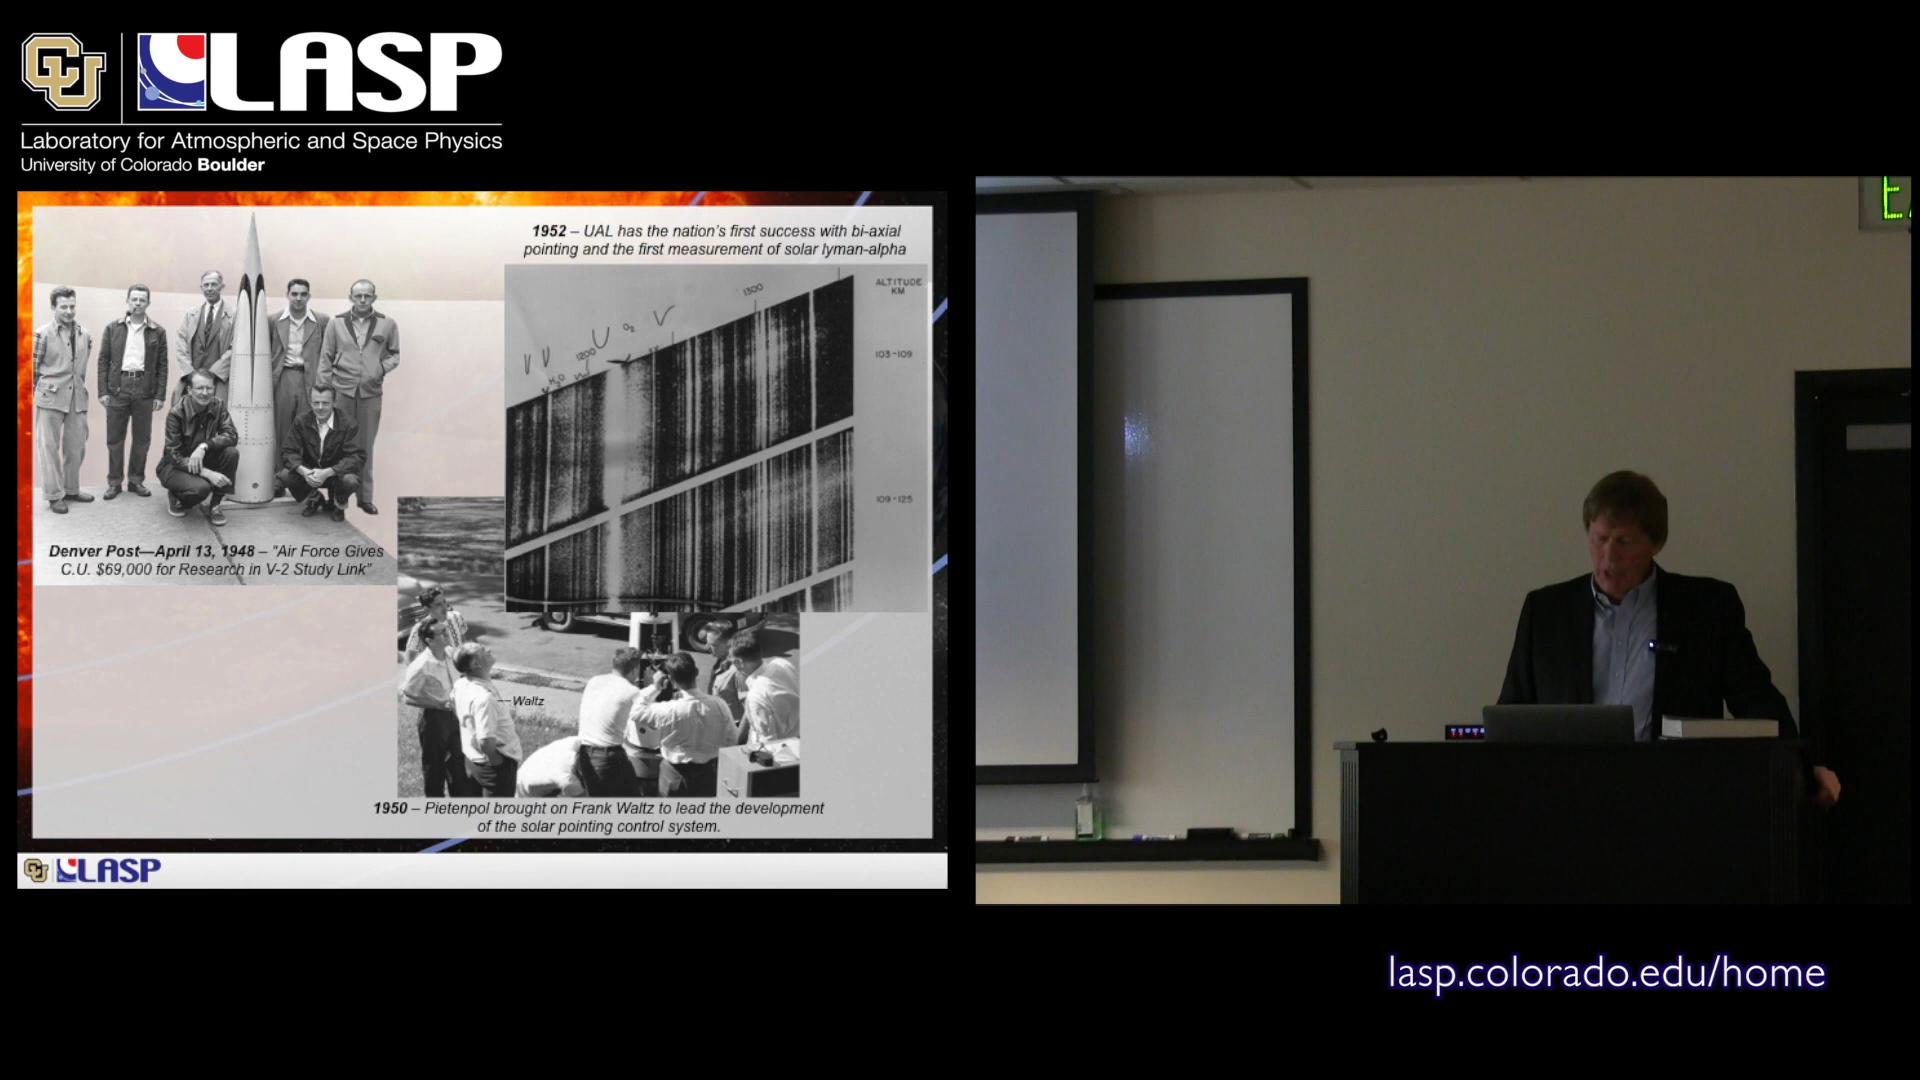 CU LASP
Laboratory for Atmospheric and Space Physics
University of Colorado Boulder
1952 – UAL has the nation's first success with bi-axial
pointing and the first measurement of solar lyman-alpha
ALTITUDE
KM
1300
O₂
1200
H₂O
103-109
109-125
Denver Post—April 13, 1948 – "Air Force Gives
C.U. $69,000 for Research in V-2 Study Link"
Waltz
1950 – Pietenpol brought on Frank Waltz to lead the development
of the solar pointing control system.
CU LASP
lasp.colorado.edu/home